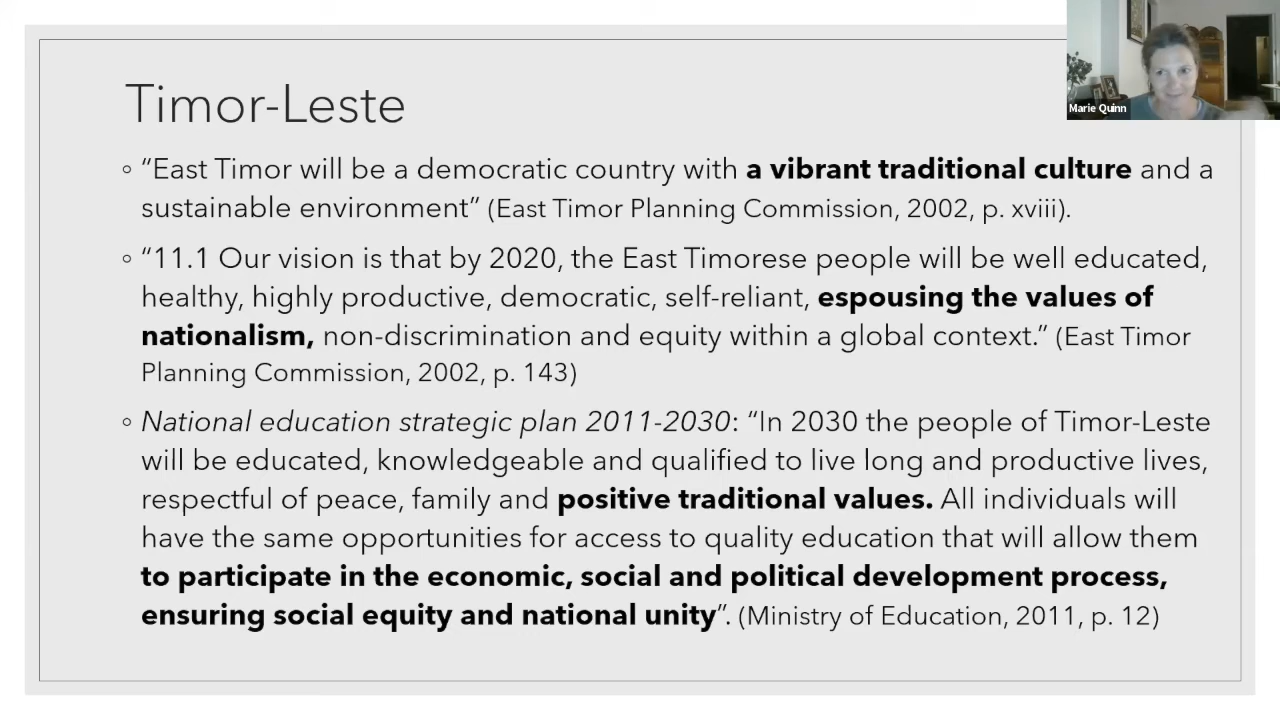 Marie Quinn
Timor-Leste
◦ “East Timor will be a democratic country with a vibrant traditional culture and a
sustainable environment” (East Timor Planning Commission, 2002, p. xviii).
◦ “11.1 Our vision is that by 2020, the East Timorese people will be well educated,
healthy, highly productive, democratic, self-reliant, espousing the values of
nationalism, non-discrimination and equity within a global context.” (East Timor
Planning Commission, 2002, p. 143)
◦ National education strategic plan 2011-2030: “In 2030 the people of Timor-Leste
will be educated, knowledgeable and qualified to live long and productive lives,
respectful of peace, family and positive traditional values. All individuals will
have the same opportunities for access to quality education that will allow them
to participate in the economic, social and political development process,
ensuring social equity and national unity”. (Ministry of Education, 2011, p. 12)